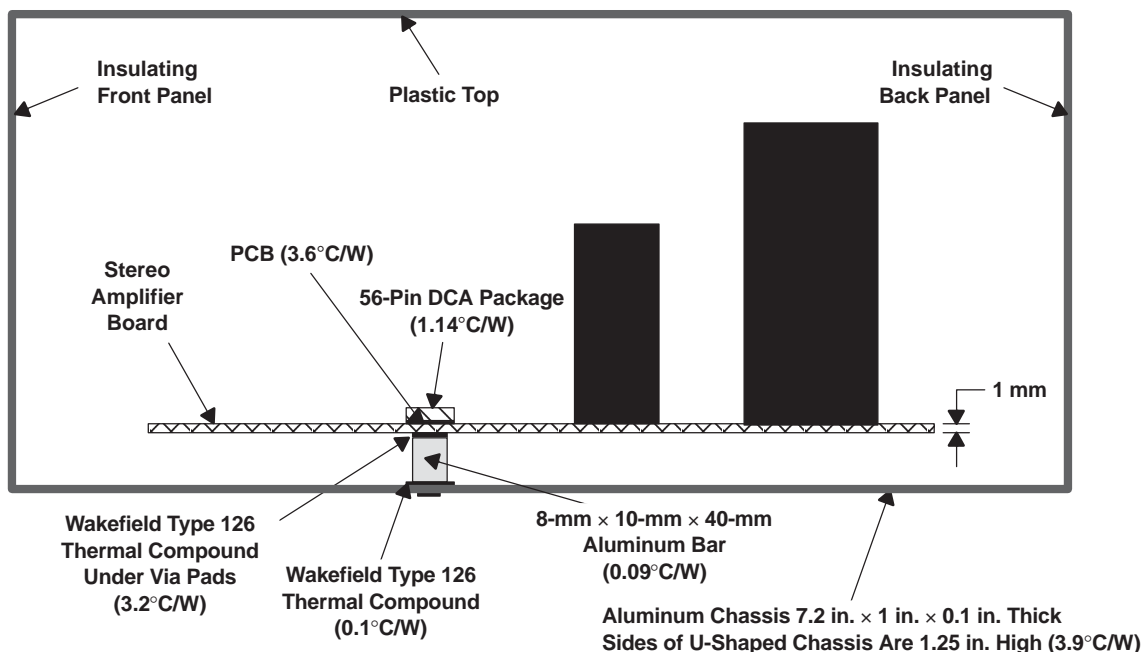 Insulating
Front Panel
Plastic Top
Insulating
Back Panel
PCB (3.6°C/W)
Stereo
Amplifier
Board
56-Pin DCA Package
(1.14°C/W)
1 mm
Wakefield Type 126
Thermal Compound
Under Via Pads
(3.2°C/W)
Wakefield Type 126
Thermal Compound
(0.1°C/W)
8-mm × 10-mm × 40-mm
Aluminum Bar
(0.09°C/W)
Aluminum Chassis 7.2 in. × 1 in. × 0.1 in. Thick
Sides of U-Shaped Chassis Are 1.25 in. High (3.9°C/W)